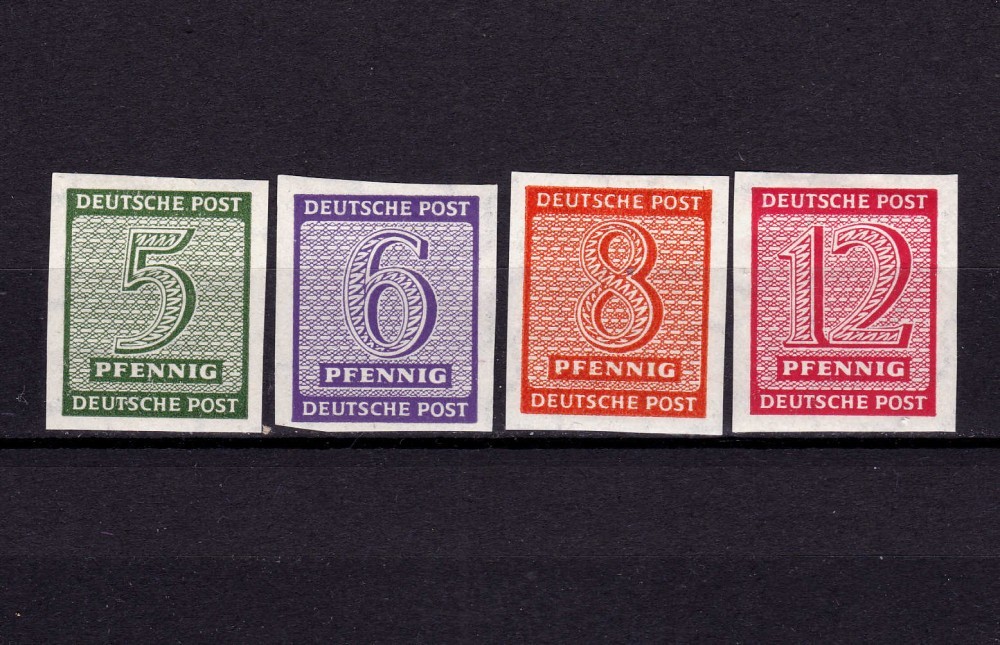 DEUTSCHE POST
5
PFENNIG
DEUTSCHE POST
DEUTSCHE POST
6
PFENNIG
DEUTSCHE POST
DEUTSCHE POST
8
PFENNIG
DEUTSCHE POST
DEUTSCHE POST
12
PFENNIG
DEUTSCHE POST